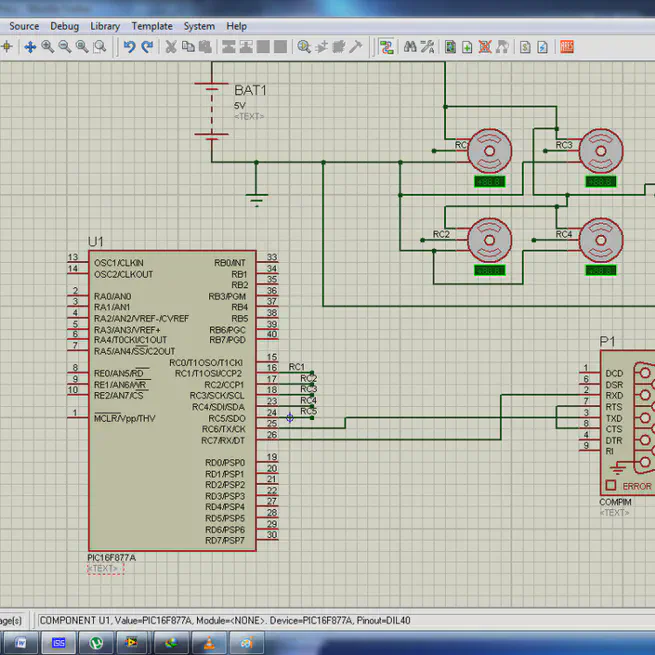 Source Debug Library Template System Help
BAT1
5V
<TEXT>
RC
RC3
+88.8
+88.8
RC2
RC4
+88.8
+88.8
U1
13 OSC1/CLKIN RB0/INT 33
14 OSC2/CLKOUT RB1 34
RB2 35
2 RA0/AN0 RB3/PGM 36
3 RA1/AN1 RB4 37
4 RA2/AN2/VREF-/CVREF RB5 38
5 RA3/AN3/VREF+ RB6/PGC 39
6 RA4/T0CKI/C1OUT RB7/PGD 40
7 RA5/AN4/SS/C2OUT
RC0/T1OSO/T1CKI 15
8 RE0/AN5/RD RC1/T1OSI/CCP2 16 RC1
9 RE1/AN6/WR RC2/CCP1 17 RC2
10 RE2/AN7/CS RC3/SCK/SCL 18 RC3
RC4/SDI/SDA 23 RC4
1 MCLR/Vpp/THV RC5/SDO 24 RC5
RC6/TX/CK 25
RC7/RX/DT 26
RD0/PSP0 19
RD1/PSP1 20
RD2/PSP2 21
RD3/PSP3 22
RD4/PSP4 27
RD5/PSP5 28
RD6/PSP6 29
RD7/PSP7 30
PIC16F877A
<TEXT>
P1
1 DCD
6 DSR
2 RXD
7 RTS
3 TXD
8 CTS
4 DTR
9 RI
ERROR
COMPIM
<TEXT>
age(s) COMPONENT U1, Value=PIC16F877A, Module=<NONE>. Device=PIC16F877A, Pinout=DIL40
ISIS